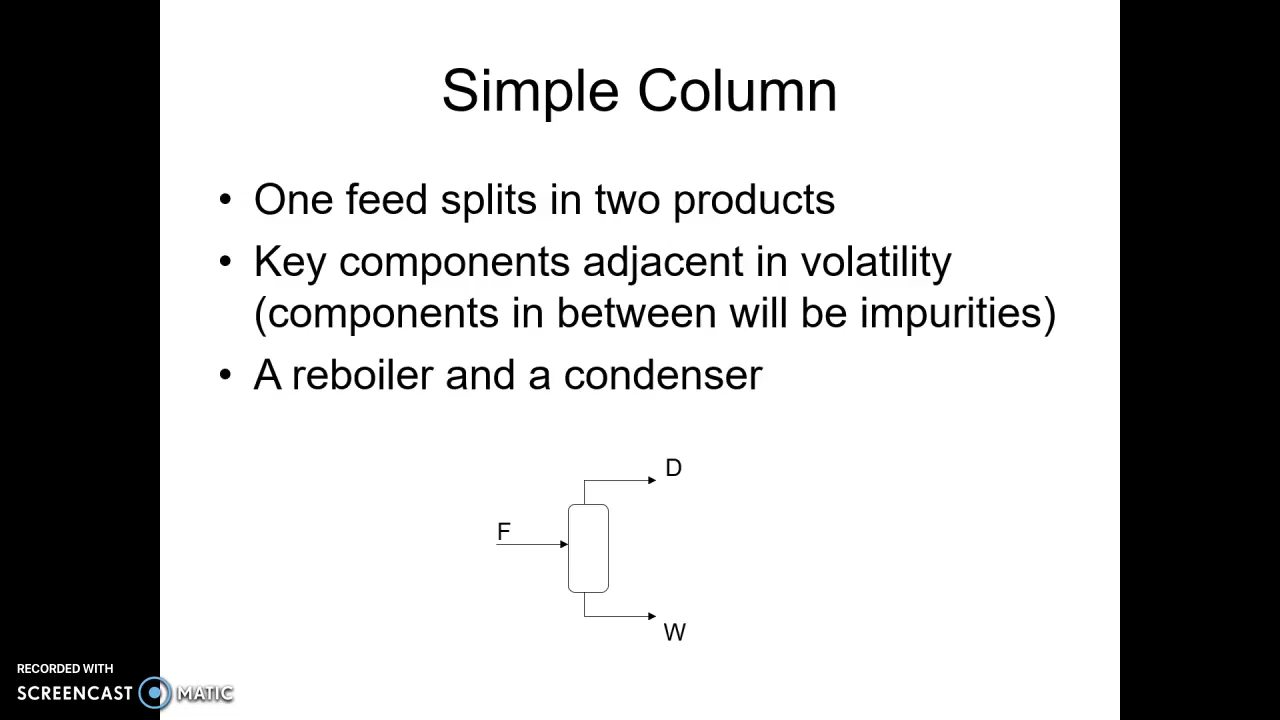 Simple Column
• One feed splits in two products
• Key components adjacent in volatility
(components in between will be impurities)
• A reboiler and a condenser
D
F
W
RECORDED WITH
SCREENCAST MATIC